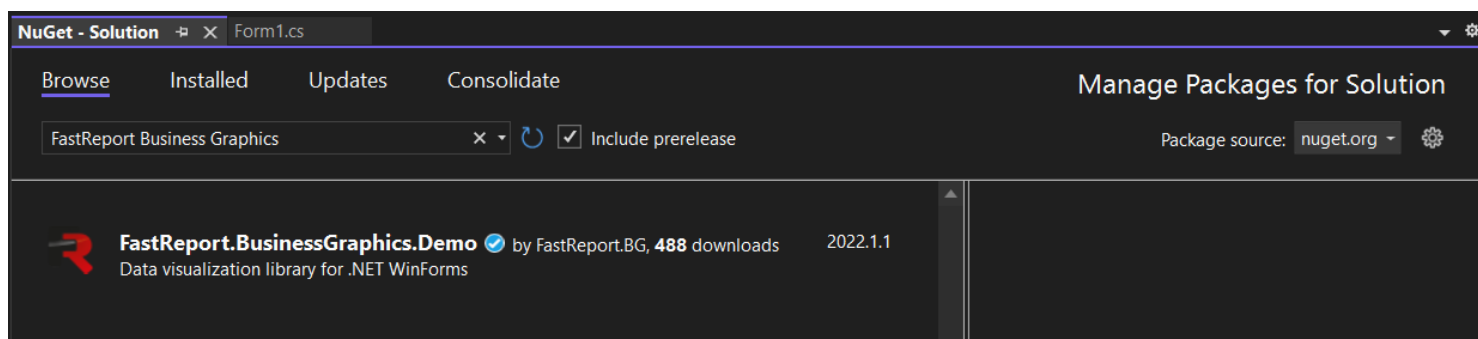 NuGet - Solution Form1.cs
Browse Installed Updates Consolidate Manage Packages for Solution
FastReport Business Graphics Include prerelease Package source: nuget.org
FastReport.BusinessGraphics.Demo by FastReport.BG, 488 downloads 2022.1.1
Data visualization library for .NET WinForms